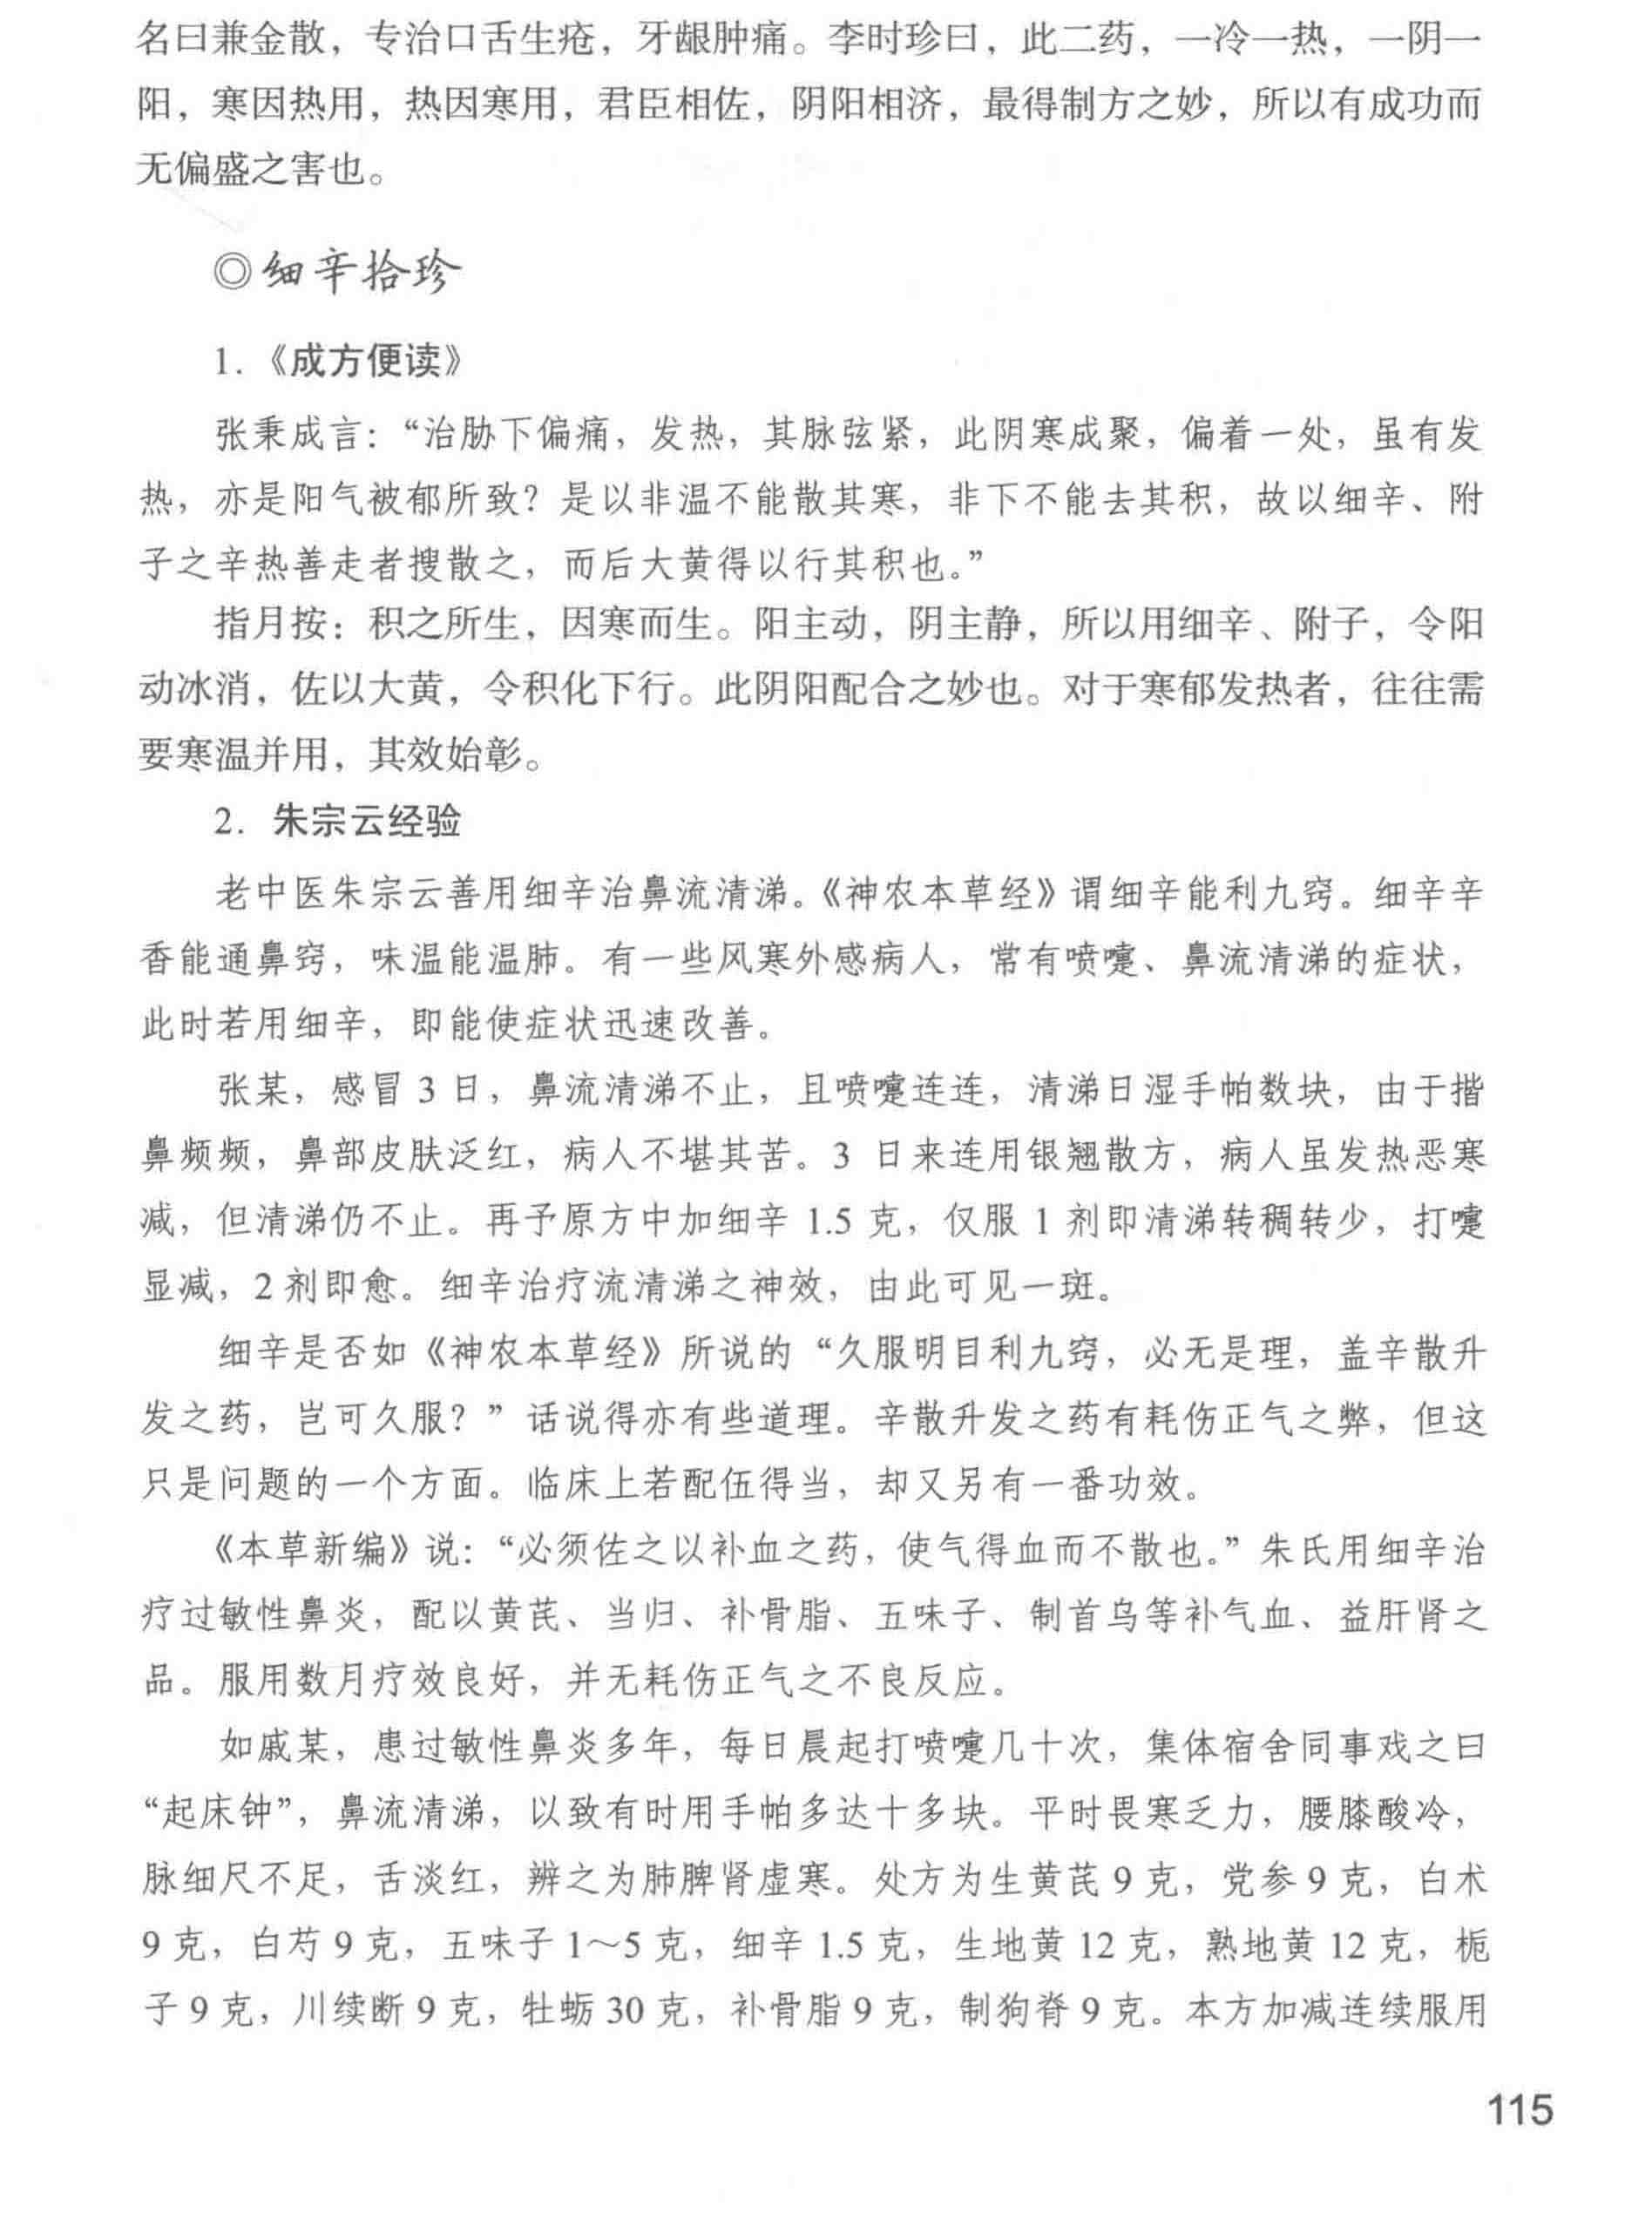 名曰兼金散，专治口舌生疮，牙龈肿痛。李时珍曰，此二药，一冷一热，一阴一
阳，寒因热用，热因寒用，君臣相佐，阴阳相济，最得制方之妙，所以有成功而
无偏盛之害也。
◎细辛拾珍
1.《成方便读》
张秉成言：“治胁下偏痛，发热，其脉弦紧，此阴寒成聚，偏着一处，虽有发
热，亦是阳气被郁所致？是以非温不能散其寒，非下不能去其积，故以细辛、附
子之辛热善走者搜散之，而后大黄得以行其积也。”
指月按：积之所生，因寒而生。阳主动，阴主静，所以用细辛、附子，令阳
动冰消，佐以大黄，令积化下行。此阴阳配合之妙也。对于寒郁发热者，往往需
要寒温并用，其效始彰。
2. 朱宗云经验
老中医朱宗云善用细辛治鼻流清涕。《神农本草经》谓细辛能利九窍。细辛辛
香能通鼻窍，味温能温肺。有一些风寒外感病人，常有喷嚏、鼻流清涕的症状，
此时若用细辛，即能使症状迅速改善。
张某，感冒 3 日，鼻流清涕不止，且喷嚏连连，清涕日湿手帕数块，由于揩
鼻频频，鼻部皮肤泛红，病人不堪其苦。3 日来连用银翘散方，病人虽发热恶寒
减，但清涕仍不止。再予原方中加细辛 1.5 克，仅服 1 剂即清涕转稠转少，打嚏
显减，2 剂即愈。细辛治疗流清涕之神效，由此可见一斑。
细辛是否如《神农本草经》所说的“久服明目利九窍，必无是理，盖辛散升
发之药，岂可久服？”话说得亦有些道理。辛散升发之药有耗伤正气之弊，但这
只是问题的一个方面。临床上若配伍得当，却又另有一番功效。
《本草新编》说：“必须佐之以补血之药，使气得血而不散也。”朱氏用细辛治
疗过敏性鼻炎，配以黄芪、当归、补骨脂、五味子、制首乌等补气血、益肝肾之
品。服用数月疗效良好，并无耗伤正气之不良反应。
如戚某，患过敏性鼻炎多年，每日晨起打喷嚏几十次，集体宿舍同事戏之曰
“起床钟”，鼻流清涕，以致有时用手帕多达十多块。平时畏寒乏力，腰膝酸冷，
脉细尺不足，舌淡红，辨之为肺脾肾虚寒。处方为生黄芪 9 克，党参 9 克，白术
9 克，白芍 9 克，五味子 1～5 克，细辛 1.5 克，生地黄 12 克，熟地黄 12 克，栀
子 9 克，川续断 9 克，牡蛎 30 克，补骨脂 9 克，制狗脊 9 克。本方加减连续服用
115